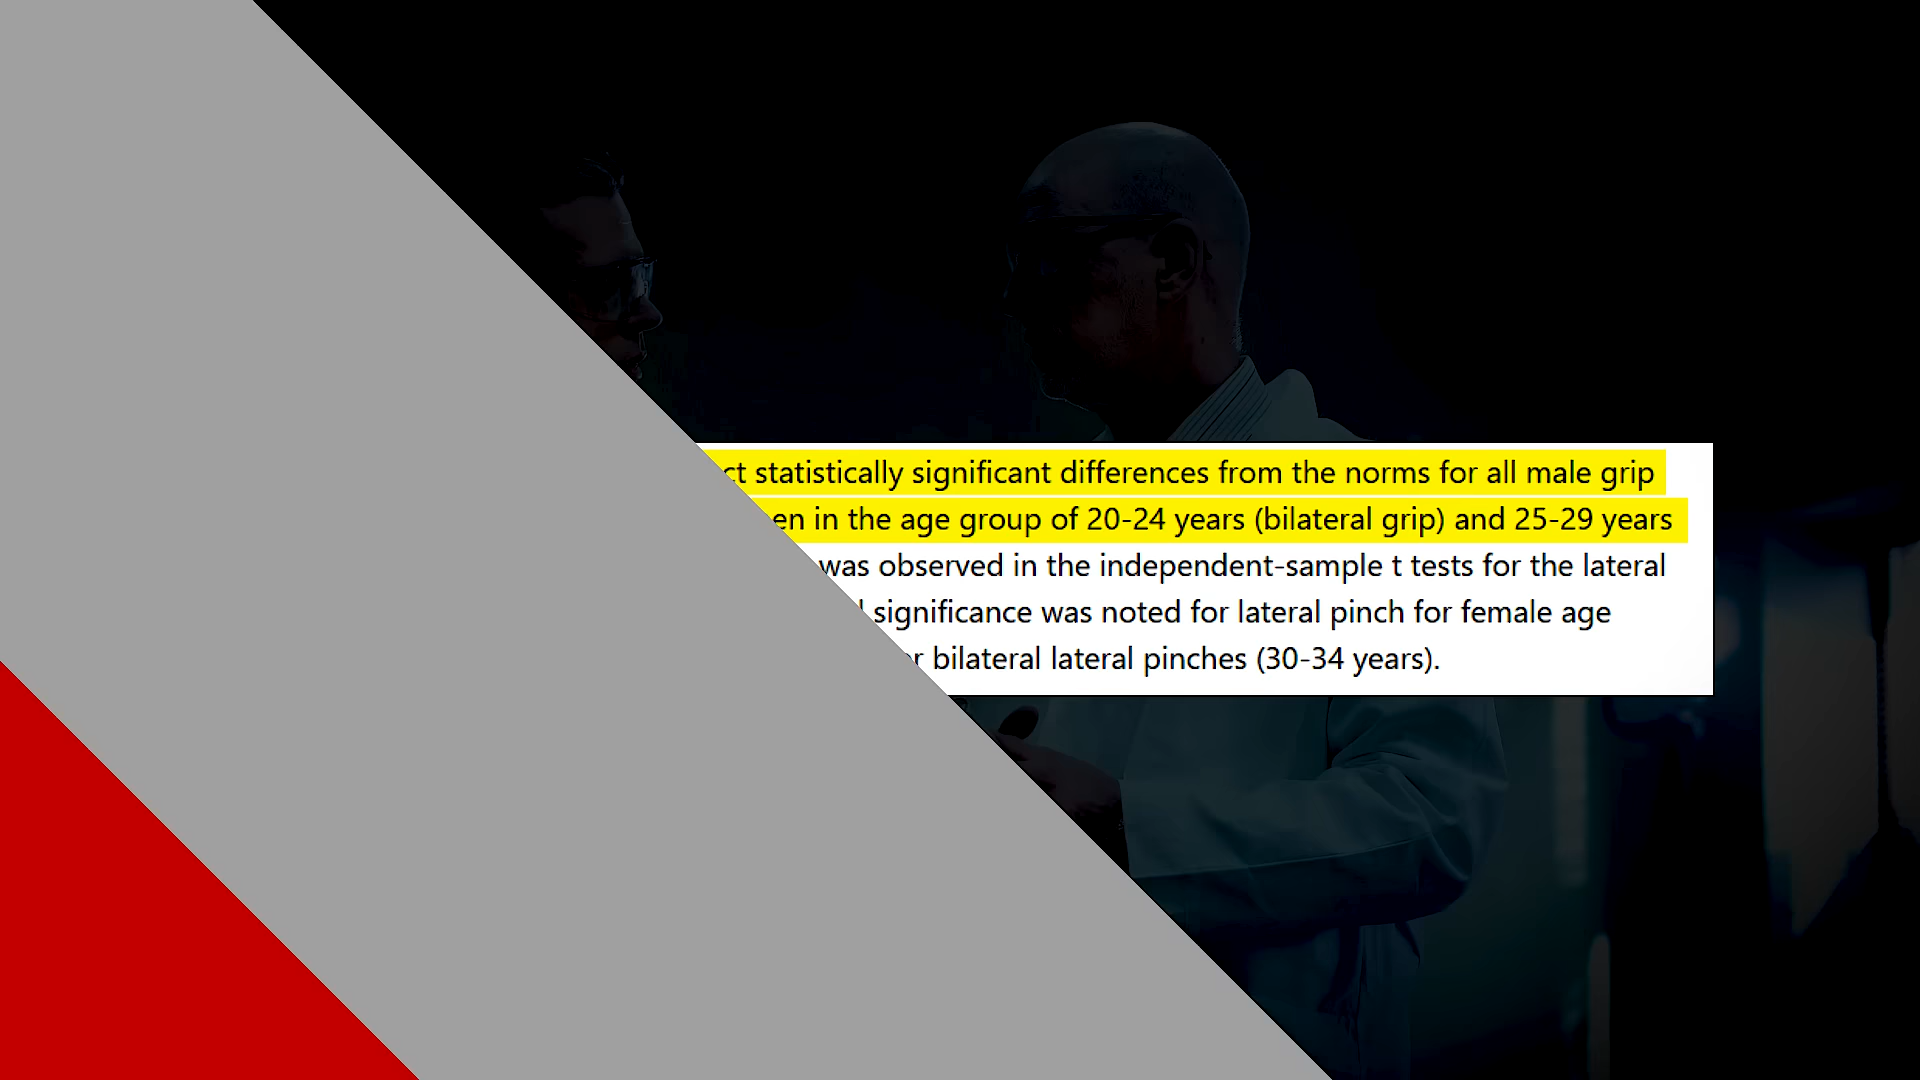 statistically significant differences from the norms for all male grip
in the age group of 20-24 years (bilateral grip) and 25-29 years
was observed in the independent-sample t tests for the lateral
significance was noted for lateral pinch for female age
bilateral lateral pinches (30-34 years).